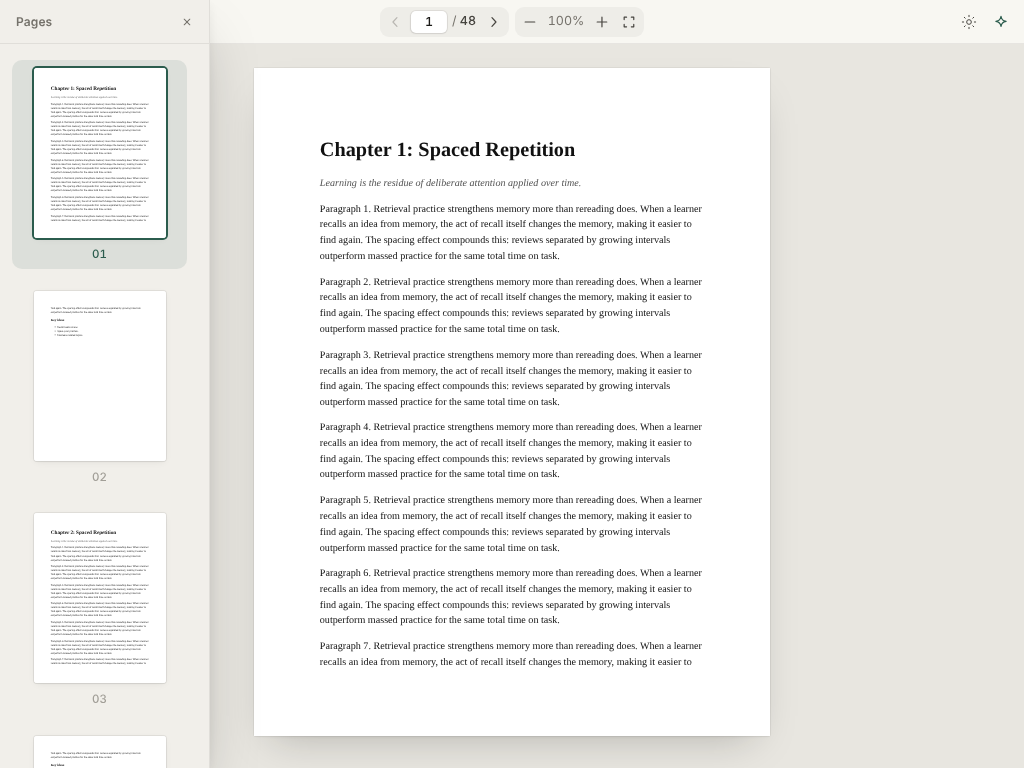 Pages ×
1 / 48
100%
Chapter 1: Spaced Repetition
01
Key Ideas
02
Chapter 2: Spaced Repetition
03
Chapter 1: Spaced Repetition
Learning is the residue of deliberate attention applied over time.
Paragraph 1. Retrieval practice strengthens memory more than rereading does. When a learner
recalls an idea from memory, the act of recall itself changes the memory, making it easier to
find again. The spacing effect compounds this: reviews separated by growing intervals
outperform massed practice for the same total time on task.
Paragraph 2. Retrieval practice strengthens memory more than rereading does. When a learner
recalls an idea from memory, the act of recall itself changes the memory, making it easier to
find again. The spacing effect compounds this: reviews separated by growing intervals
outperform massed practice for the same total time on task.
Paragraph 3. Retrieval practice strengthens memory more than rereading does. When a learner
recalls an idea from memory, the act of recall itself changes the memory, making it easier to
find again. The spacing effect compounds this: reviews separated by growing intervals
outperform massed practice for the same total time on task.
Paragraph 4. Retrieval practice strengthens memory more than rereading does. When a learner
recalls an idea from memory, the act of recall itself changes the memory, making it easier to
find again. The spacing effect compounds this: reviews separated by growing intervals
outperform massed practice for the same total time on task.
Paragraph 5. Retrieval practice strengthens memory more than rereading does. When a learner
recalls an idea from memory, the act of recall itself changes the memory, making it easier to
find again. The spacing effect compounds this: reviews separated by growing intervals
outperform massed practice for the same total time on task.
Paragraph 6. Retrieval practice strengthens memory more than rereading does. When a learner
recalls an idea from memory, the act of recall itself changes the memory, making it easier to
find again. The spacing effect compounds this: reviews separated by growing intervals
outperform massed practice for the same total time on task.
Paragraph 7. Retrieval practice strengthens memory more than rereading does. When a learner
recalls an idea from memory, the act of recall itself changes the memory, making it easier to